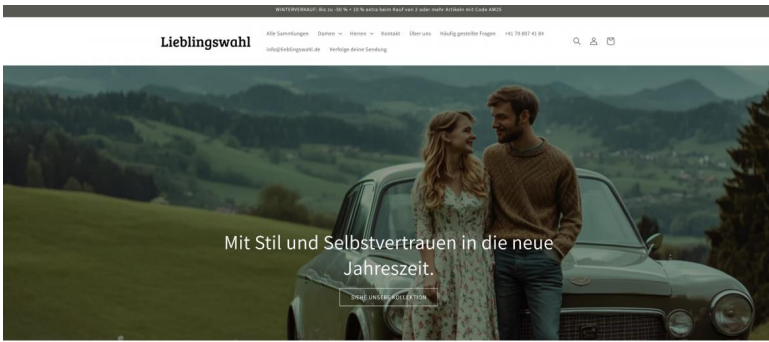 WINTERVERKAUF: Bis zu -50 % + 10 % extra beim Kauf von 2 oder mehr Artikeln mit Code AW25
Lieblingswahl
Alle Sammlungen Damen Herren Kontakt Über uns Häufig gestellte Fragen +41 79 807 41 84
info@lieblingswahl.de Verfolge deine Sendung
Mit Stil und Selbstvertrauen in die neue
Jahreszeit.
SIEHE UNSERE KOLLEKTION